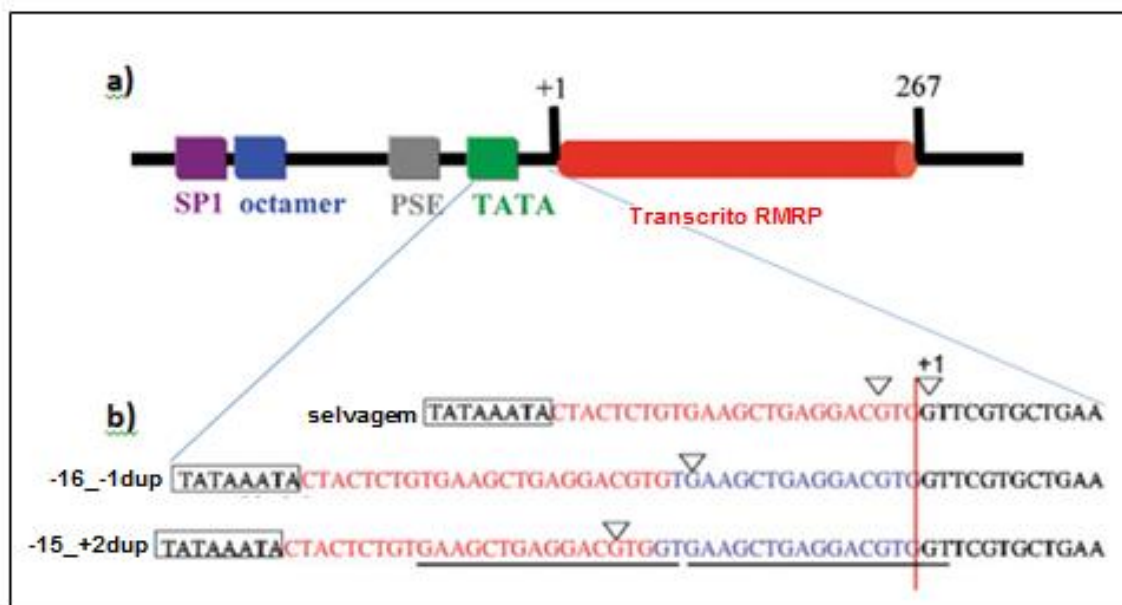 a)
+1
267
SP1 octamer PSE TATA
Transcrito RMRP
+1
b)
selvagem TATAAATACTACTCTGTGAAGCTGAGGACGTGGTTCGTGCTGAA
-16_-1dup TATAAATACTACTCTGTGAAGCTGAGGACGTGTGAAGCTGAGGACGTGGTTCGTGCTGAA
-15_+2dup TATAAATACTACTCTGTGAAGCTGAGGACGTGGTGAAGCTGAGGACGTGGTTCGTGCTGAA